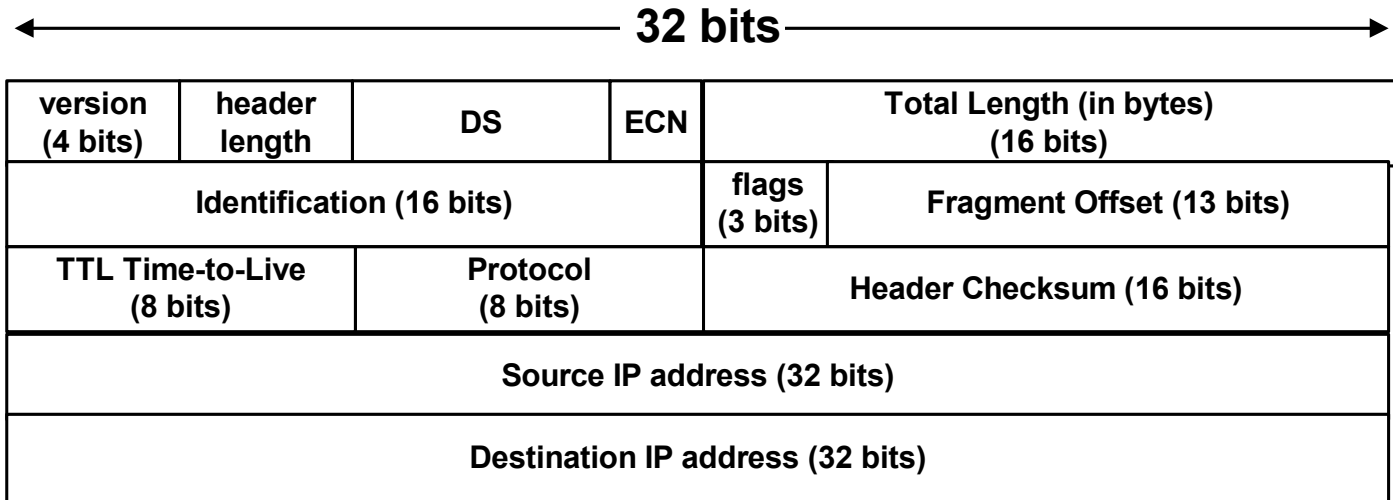 32 bits
version
(4 bits)
header
length
DS
ECN
Total Length (in bytes)
(16 bits)
Identification (16 bits)
flags
(3 bits)
Fragment Offset (13 bits)
TTL Time-to-Live
(8 bits)
Protocol
(8 bits)
Header Checksum (16 bits)
Source IP address (32 bits)
Destination IP address (32 bits)